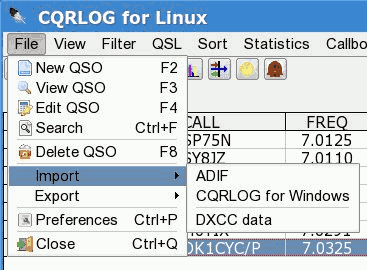 CQRLOG for Linux
File View Filter QSL Sort Statistics Callbo
New QSO F2
View QSO F3
Edit QSO F4
Search Ctrl+F
Delete QSO F8
Import
Export
Preferences Ctrl+P
Close Ctrl+Q
ADIF
CQRLOG for Windows
DXCC data
CALL FREQ
SP75N 7.0125
SY8JZ 7.0110
OK1CYC/P 7.0325